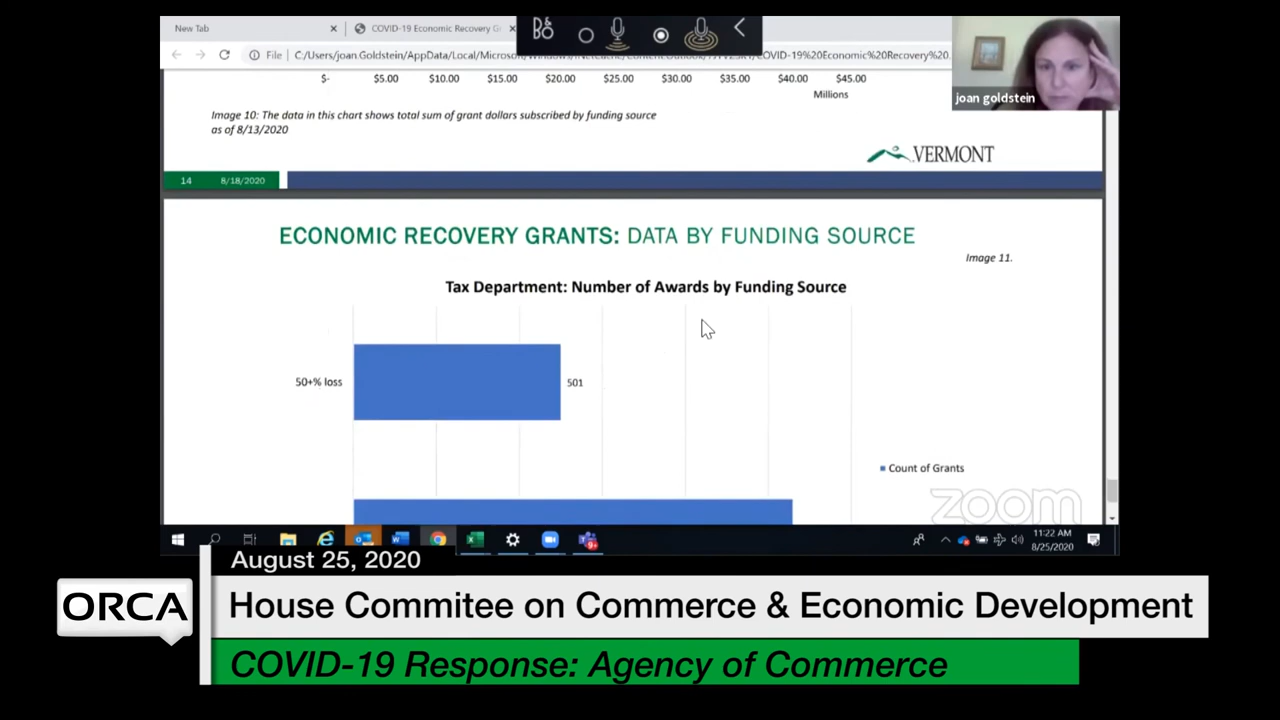 New Tab
COVID-19 Economic Recovery Gr
File
C:/Users/joan.Goldstein/AppData/Local/Microsoft
COVID-19%20Economic%20Recovery%20.
joan goldstein
$- $5.00 $10.00 $15.00 $20.00 $25.00 $30.00 $35.00 $40.00 $45.00
Millions
Image 10: The data in this chart shows total sum of grant dollars subscribed by funding source
as of 8/13/2020
VERMONT
14 8/18/2020
ECONOMIC RECOVERY GRANTS: DATA BY FUNDING SOURCE
Image 11.
Tax Department: Number of Awards by Funding Source
50+% loss
501
Count of Grants
zoom
11:22 AM
8/25/2020
August 25, 2020
ORCA
House Commitee on Commerce & Economic Development
COVID-19 Response: Agency of Commerce